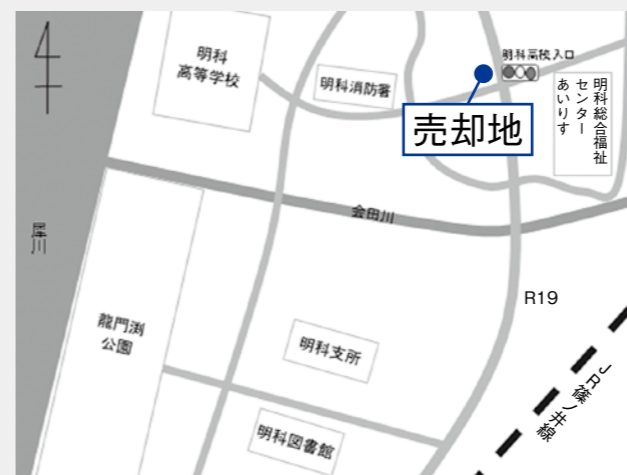 明科
高等学校
明科消防署
明科高校入口
明科総合福祉
センター
あいりす
売却地
会田川
犀川
R19
龍門渕
公園
明科支所
JR篠ノ井線
明科図書館